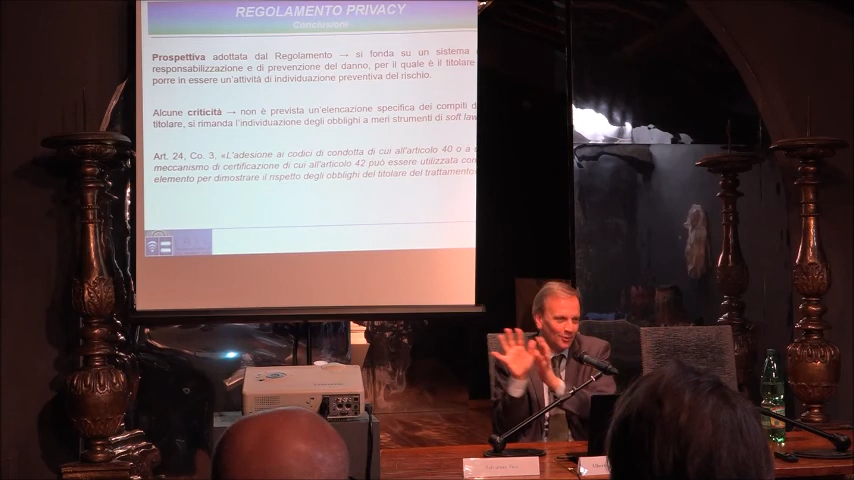 REGOLAMENTO PRIVACY
Conclusioni
Prospettiva adottata dal Regolamento → si fonda su un sistema
responsabilizzazione e di prevenzione del danno, per il quale è il titolare
porre in essere un'attività di individuazione preventiva del rischio.
Alcune criticità → non è prevista un'elencazione specifica dei compiti d
titolare, si rimanda l'individuazione degli obblighi a meri strumenti di soft law
Art. 24, Co. 3, «L'adesione ai codici di condotta di cui all'articolo 40 o a
meccanismo di certificazione di cui all'articolo 42 può essere utilizzata com
elemento per dimostrare il rispetto degli obblighi del titolare del trattamento